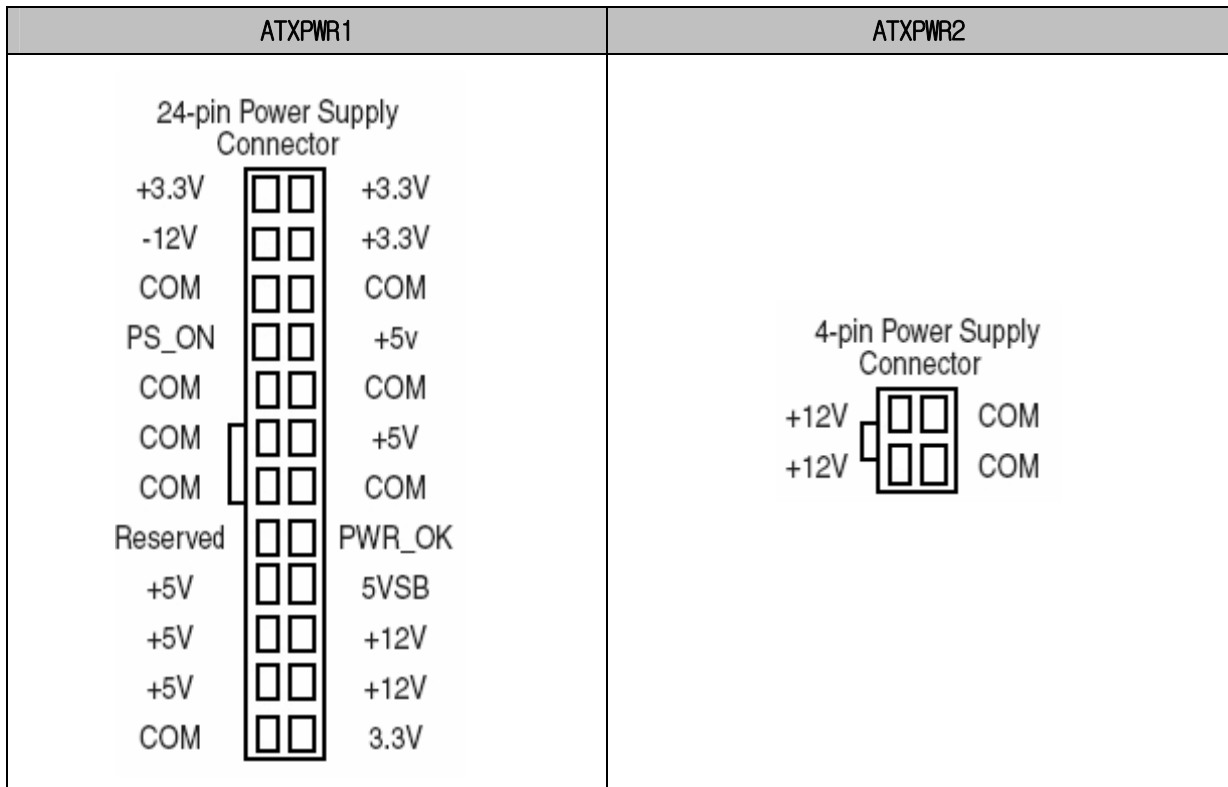 ATXPWR1 ATXPWR2
24-pin Power Supply
Connector
+3.3V +3.3V
-12V +3.3V
COM COM
PS_ON +5v
COM COM
COM +5V
COM COM
Reserved PWR_OK
+5V 5VSB
+5V +12V
+5V +12V
COM 3.3V
4-pin Power Supply
Connector
+12V COM
+12V COM